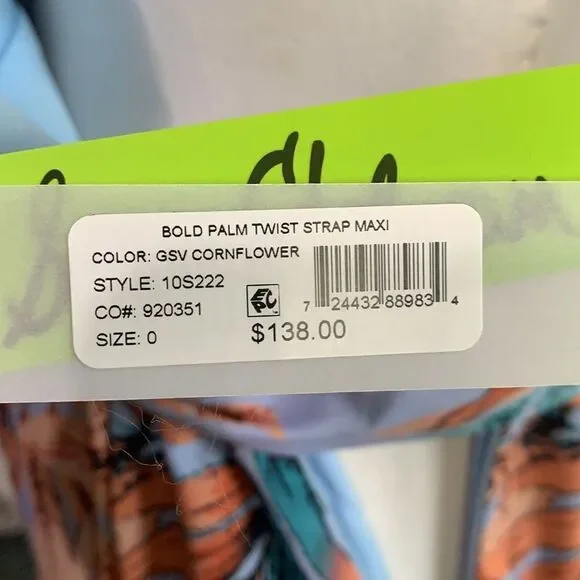 BOLD PALM TWIST STRAP MAXI
COLOR: GSV CORNFLOWER
STYLE: 10S222
CO#: 920351
SIZE: 0
EPC
7 24432 88983 4
$138.00